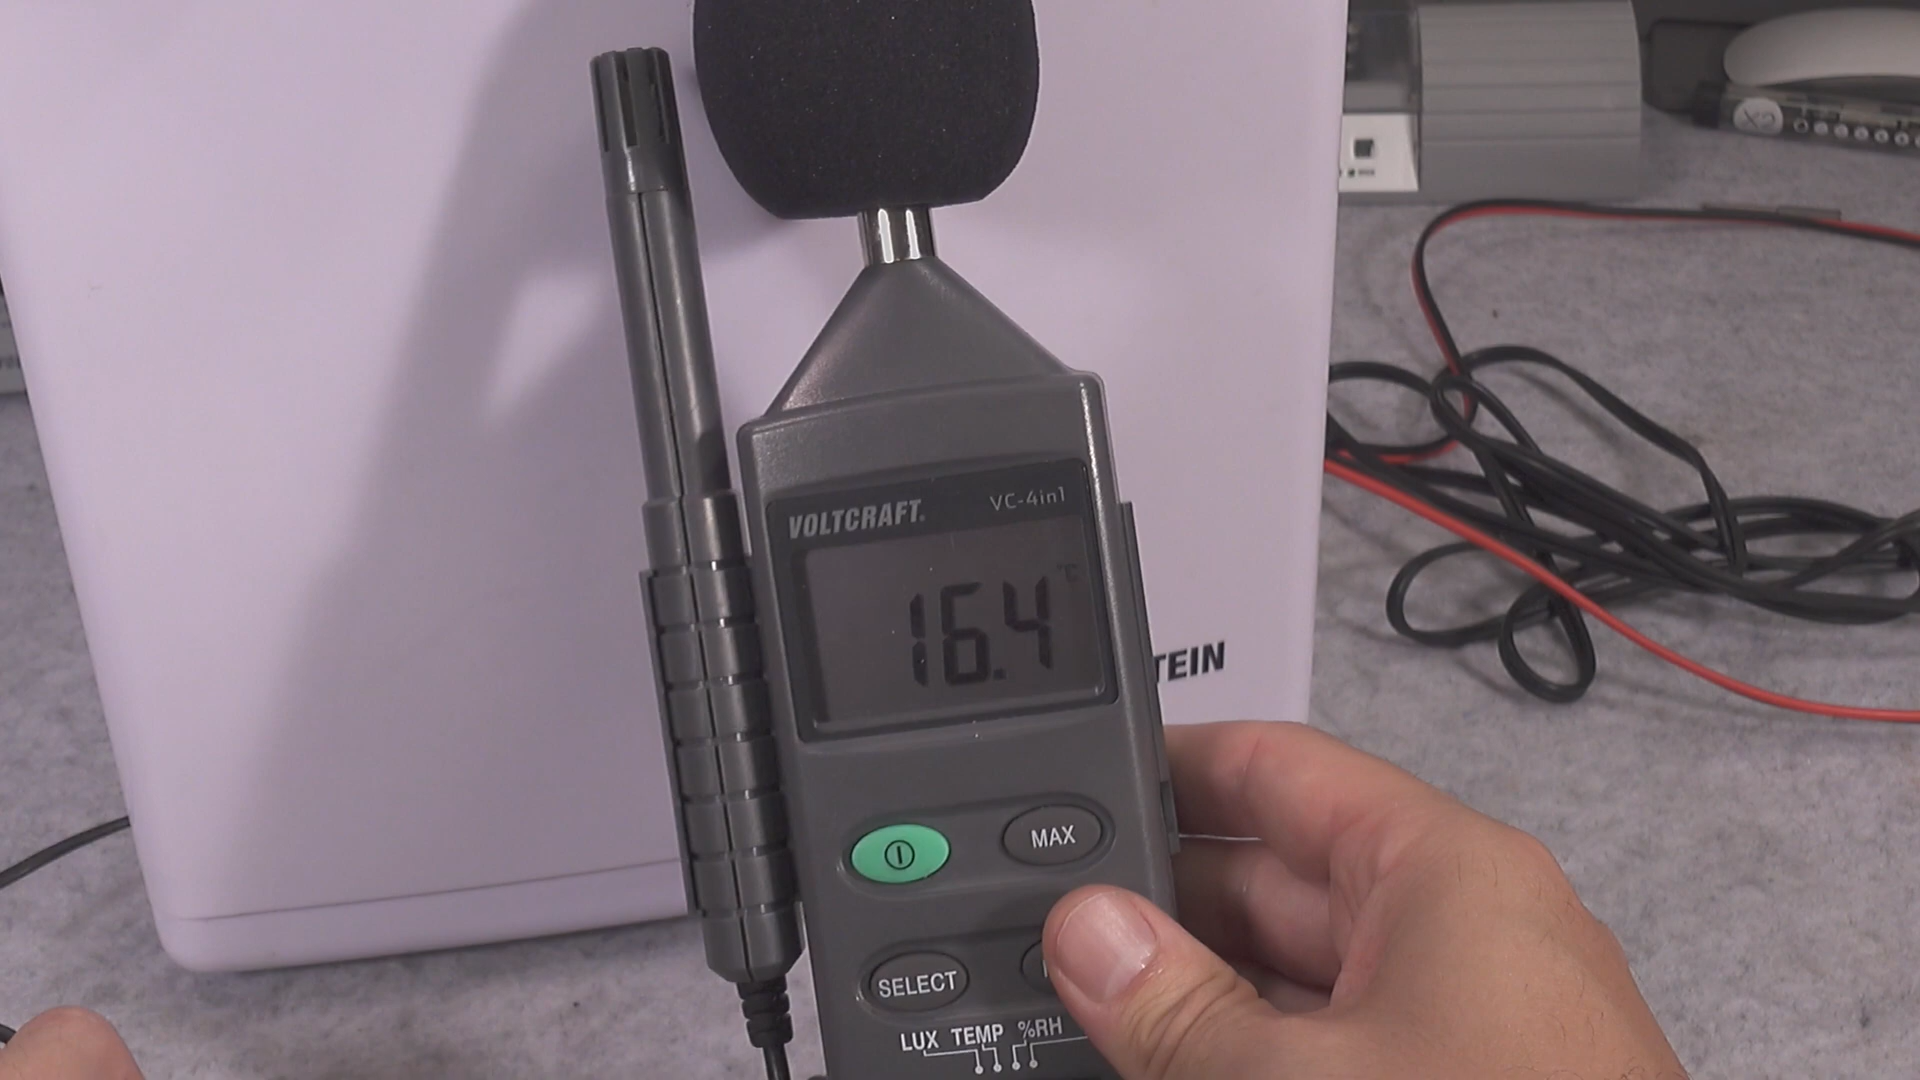 VOLTCRAFT®
VC-4in1
°C
16.4
TEIN
MAX
SELECT
LUX TEMP %RH